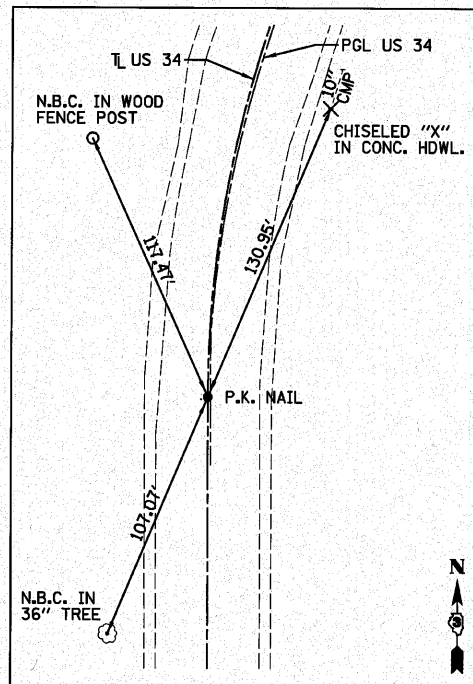 TL US 34
PGL US 34
N.B.C. IN WOOD
FENCE POST
10"
CMP
CHISELED "X"
IN CONC. HDWL.
117.47'
130.95'
P.K. NAIL
107.07'
N.B.C. IN
36" TREE
N